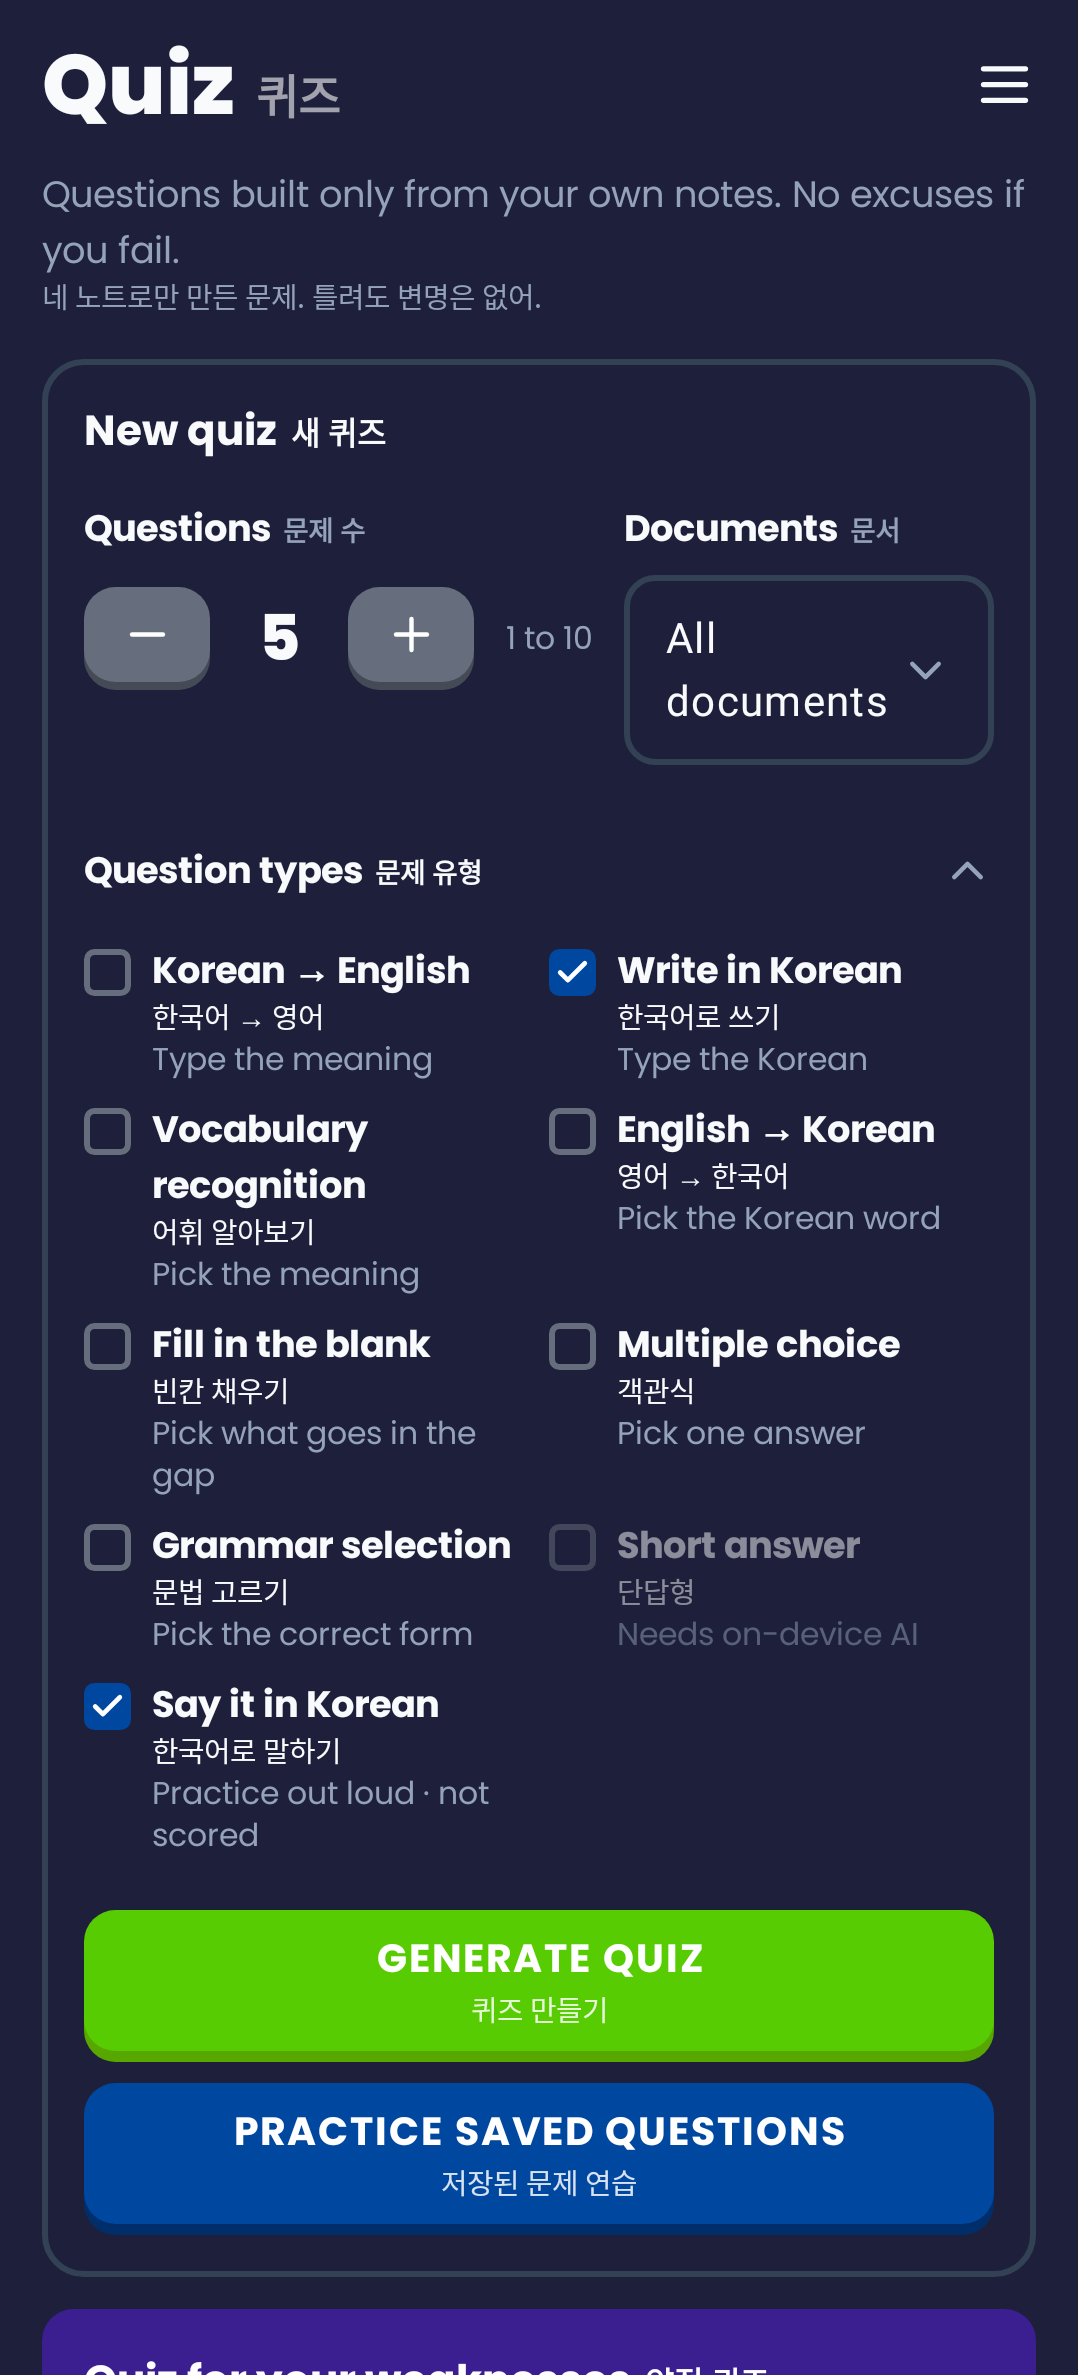 Quiz 퀴즈
Questions built only from your own notes. No excuses if
you fail.
네 노트로만 만든 문제. 틀려도 변명은 없어.
New quiz 새 퀴즈
Questions 문제 수
Documents 문서
5
1 to 10
All
documents
Question types 문제 유형
Korean → English
한국어 → 영어
Type the meaning
Write in Korean
한국어로 쓰기
Type the Korean
Vocabulary
recognition
어휘 알아보기
Pick the meaning
English → Korean
영어 → 한국어
Pick the Korean word
Fill in the blank
빈칸 채우기
Pick what goes in the
gap
Multiple choice
객관식
Pick one answer
Grammar selection
문법 고르기
Pick the correct form
Short answer
단답형
Needs on-device AI
Say it in Korean
한국어로 말하기
Practice out loud · not
scored
GENERATE QUIZ
퀴즈 만들기
PRACTICE SAVED QUESTIONS
저장된 문제 연습
Quiz for your weaknesses 약점 퀴즈